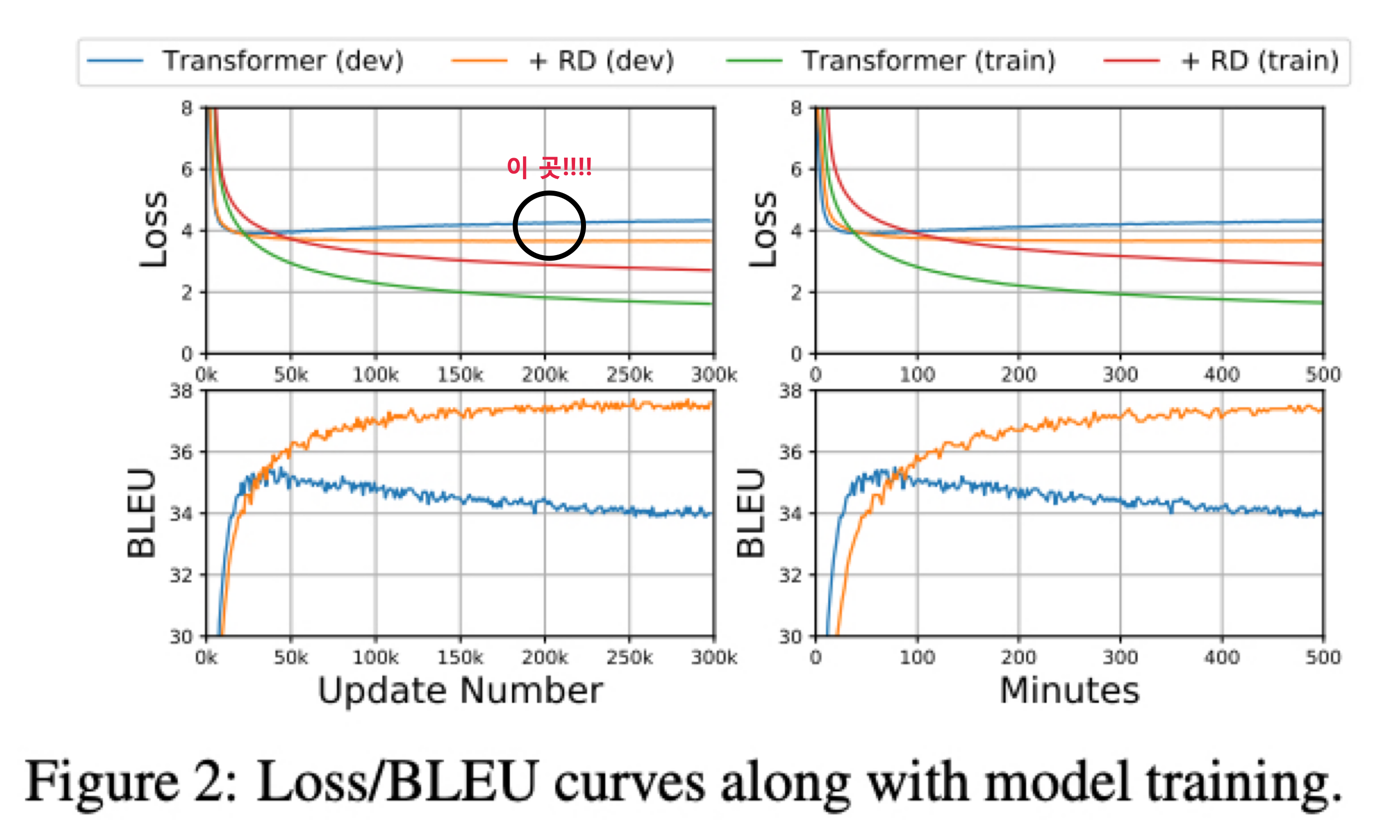 Transformer (dev) + RD (dev) Transformer (train) + RD (train)
8
6
4
2
0
Loss
이 곳!!!!
0k 50k 100k 150k 200k 250k 300k
8
6
4
2
0
Loss
0 100 200 300 400 500
38
36
34
32
30
BLEU
0k 50k 100k 150k 200k 250k 300k
Update Number
38
36
34
32
30
BLEU
0 100 200 300 400 500
Minutes
Figure 2: Loss/BLEU curves along with model training.